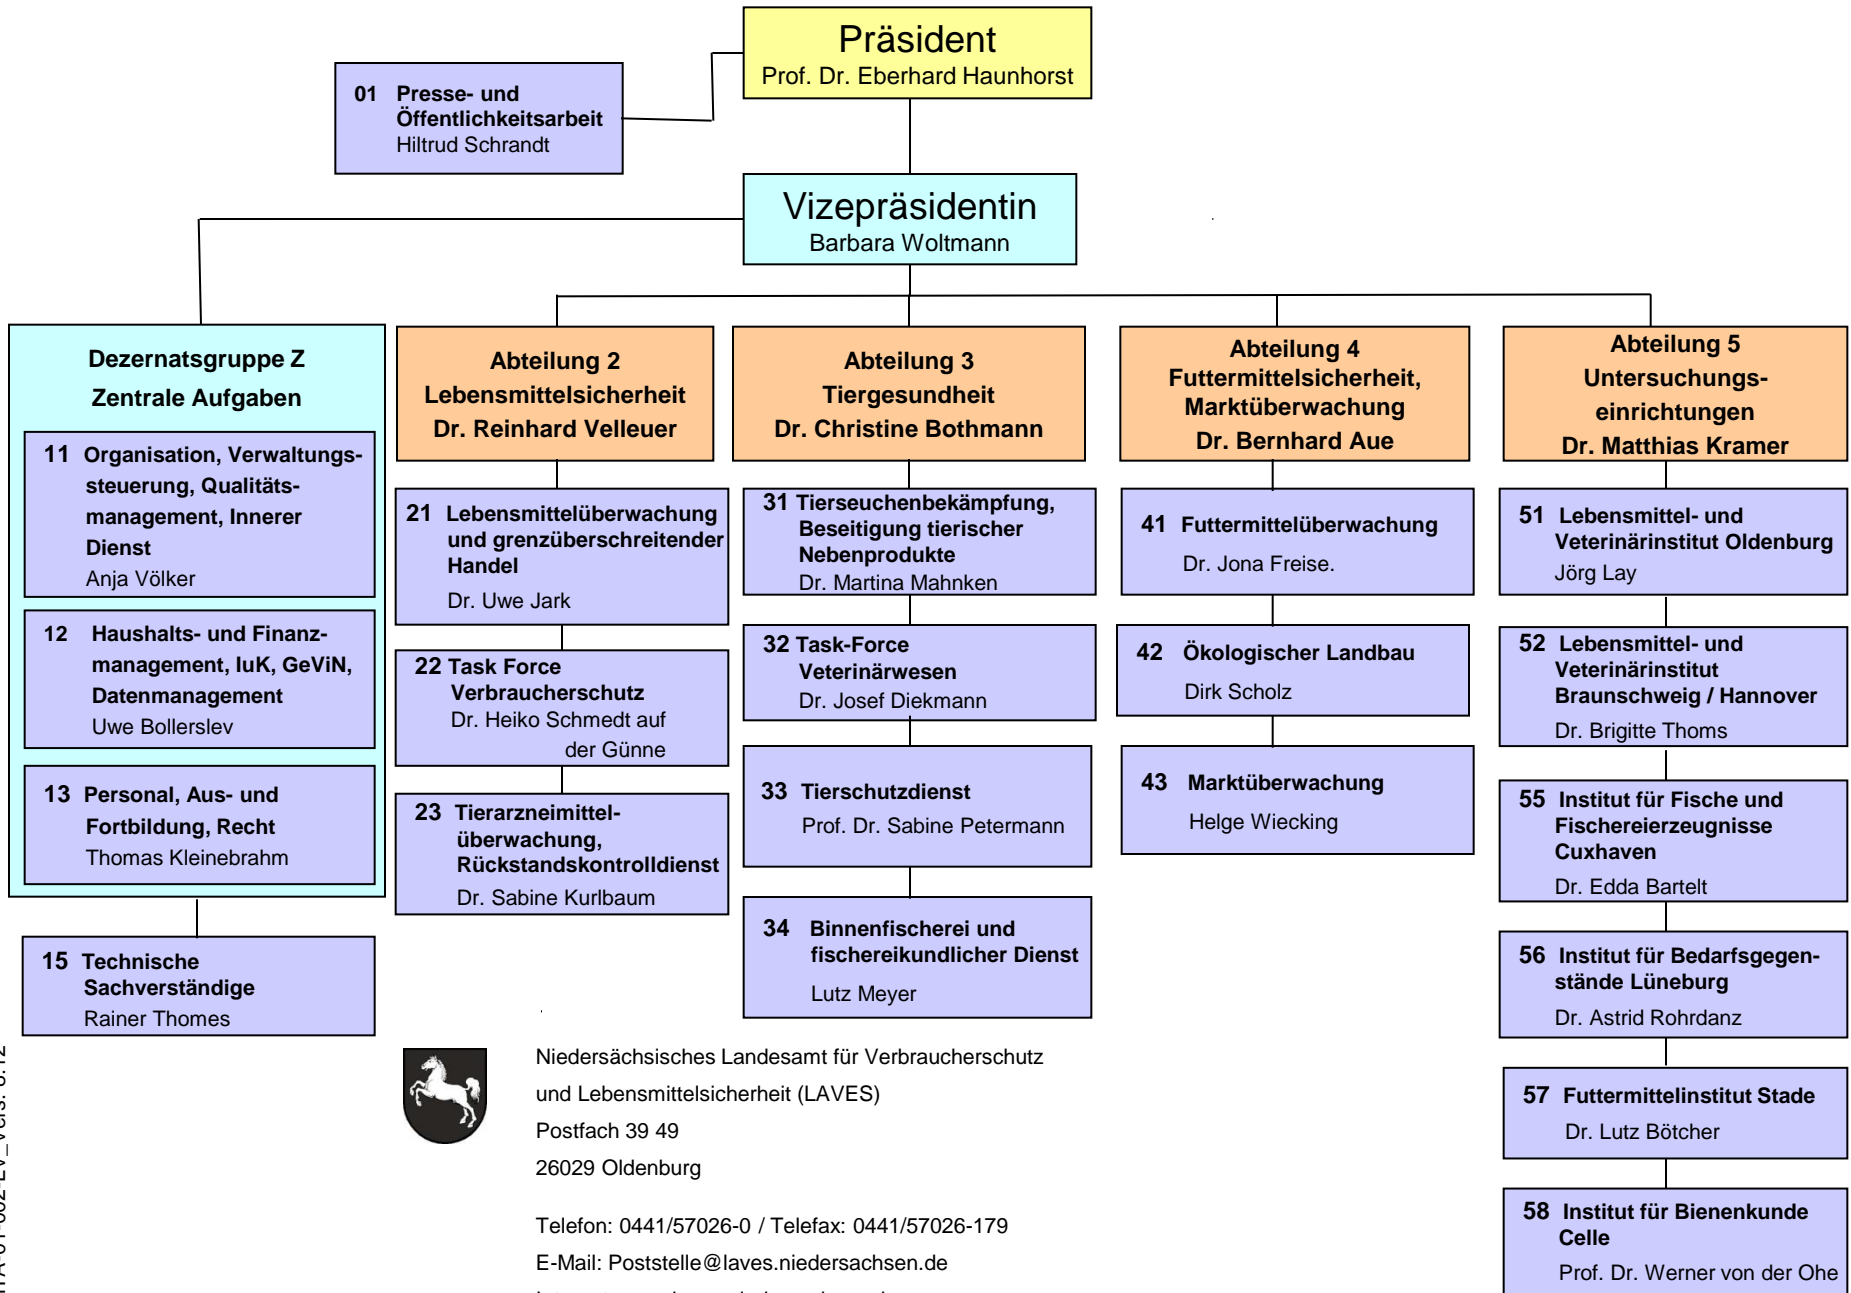 Präsident
Prof. Dr. Eberhard Haunhorst
01 Presse- und
Öffentlichkeitsarbeit
Hiltrud Schrandt
Vizepräsidentin
Barbara Woltmann
Dezernatsgruppe Z
Zentrale Aufgaben
11 Organisation, Verwaltungs-
steuerung, Qualitäts-
management, Innerer
Dienst
Anja Völker
12 Haushalts- und Finanz-
management, IuK, GeViN,
Datenmanagement
Uwe Bollerslev
13 Personal, Aus- und
Fortbildung, Recht
Thomas Kleinebrahm
15 Technische
Sachverständige
Rainer Thomes
Abteilung 2
Lebensmittelsicherheit
Dr. Reinhard Velleuer
21 Lebensmittelüberwachung
und grenzüberschreitender
Handel
Dr. Uwe Jark
22 Task Force
Verbraucherschutz
Dr. Heiko Schmedt auf
der Günne
23 Tierarzneimittel-
überwachung,
Rückstandskontrolldienst
Dr. Sabine Kurlbaum
Abteilung 3
Tiergesundheit
Dr. Christine Bothmann
31 Tierseuchenbekämpfung,
Beseitigung tierischer
Nebenprodukte
Dr. Martina Mahnken
32 Task-Force
Veterinärwesen
Dr. Josef Diekmann
33 Tierschutzdienst
Prof. Dr. Sabine Petermann
34 Binnenfischerei und
fischereikundlicher Dienst
Lutz Meyer
Abteilung 4
Futtermittelsicherheit,
Marktüberwachung
Dr. Bernhard Aue
41 Futtermittelüberwachung
Dr. Jona Freise.
42 Ökologischer Landbau
Dirk Scholz
43 Marktüberwachung
Helge Wiecking
Abteilung 5
Untersuchungs-
einrichtungen
Dr. Matthias Kramer
51 Lebensmittel- und
Veterinärinstitut Oldenburg
Jörg Lay
52 Lebensmittel- und
Veterinärinstitut
Braunschweig / Hannover
Dr. Brigitte Thoms
55 Institut für Fische und
Fischereierzeugnisse
Cuxhaven
Dr. Edda Bartelt
56 Institut für Bedarfsgegen-
stände Lüneburg
Dr. Astrid Rohrdanz
57 Futtermittelinstitut Stade
Dr. Lutz Bötcher
58 Institut für Bienenkunde
Celle
Prof. Dr. Werner von der Ohe
Niedersächsisches Landesamt für Verbraucherschutz
und Lebensmittelsicherheit (LAVES)
Postfach 39 49
26029 Oldenburg
Telefon: 0441/57026-0 / Telefax: 0441/57026-179
E-Mail: Poststelle@laves.niedersachsen.de